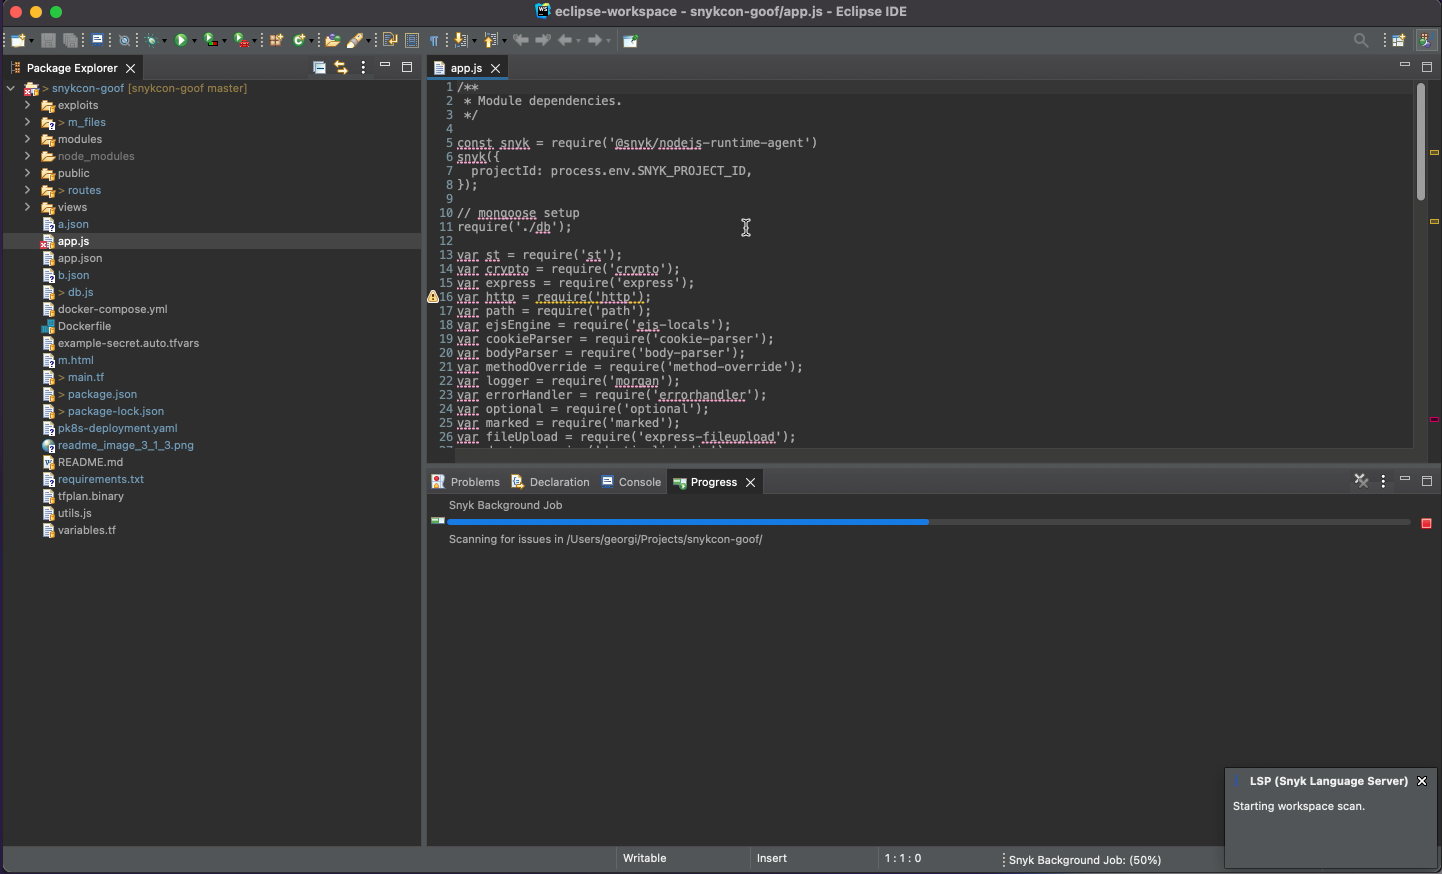 eclipse-workspace - snykcon-goof/app.js - Eclipse IDE
Package Explorer
> snykcon-goof [snykcon-goof master]
exploits
> m_files
modules
node_modules
public
> routes
views
a.json
app.js
app.json
b.json
> db.js
docker-compose.yml
Dockerfile
example-secret.auto.tfvars
m.html
> main.tf
> package.json
> package-lock.json
pk8s-deployment.yaml
readme_image_3_1_3.png
README.md
requirements.txt
tfplan.binary
utils.js
variables.tf
app.js
1 /**
2 * Module dependencies.
3 */
4
5 const snyk = require('@snyk/nodejs-runtime-agent')
6 snyk({
7 projectId: process.env.SNYK_PROJECT_ID,
8 });
9
10 // mongoose setup
11 require('./db');
12
13 var st = require('st');
14 var crypto = require('crypto');
15 var express = require('express');
16 var http = require('http');
17 var path = require('path');
18 var ejsEngine = require('ejs-locals');
19 var cookieParser = require('cookie-parser');
20 var bodyParser = require('body-parser');
21 var methodOverride = require('method-override');
22 var logger = require('morgan');
23 var errorHandler = require('errorhandler');
24 var optional = require('optional');
25 var marked = require('marked');
26 var fileUpload = require('express-fileupload');
Problems Declaration Console Progress
Snyk Background Job
Scanning for issues in /Users/georgi/Projects/snykcon-goof/
LSP (Snyk Language Server)
Starting workspace scan.
Writable Insert 1 : 1 : 0 Snyk Background Job: (50%)